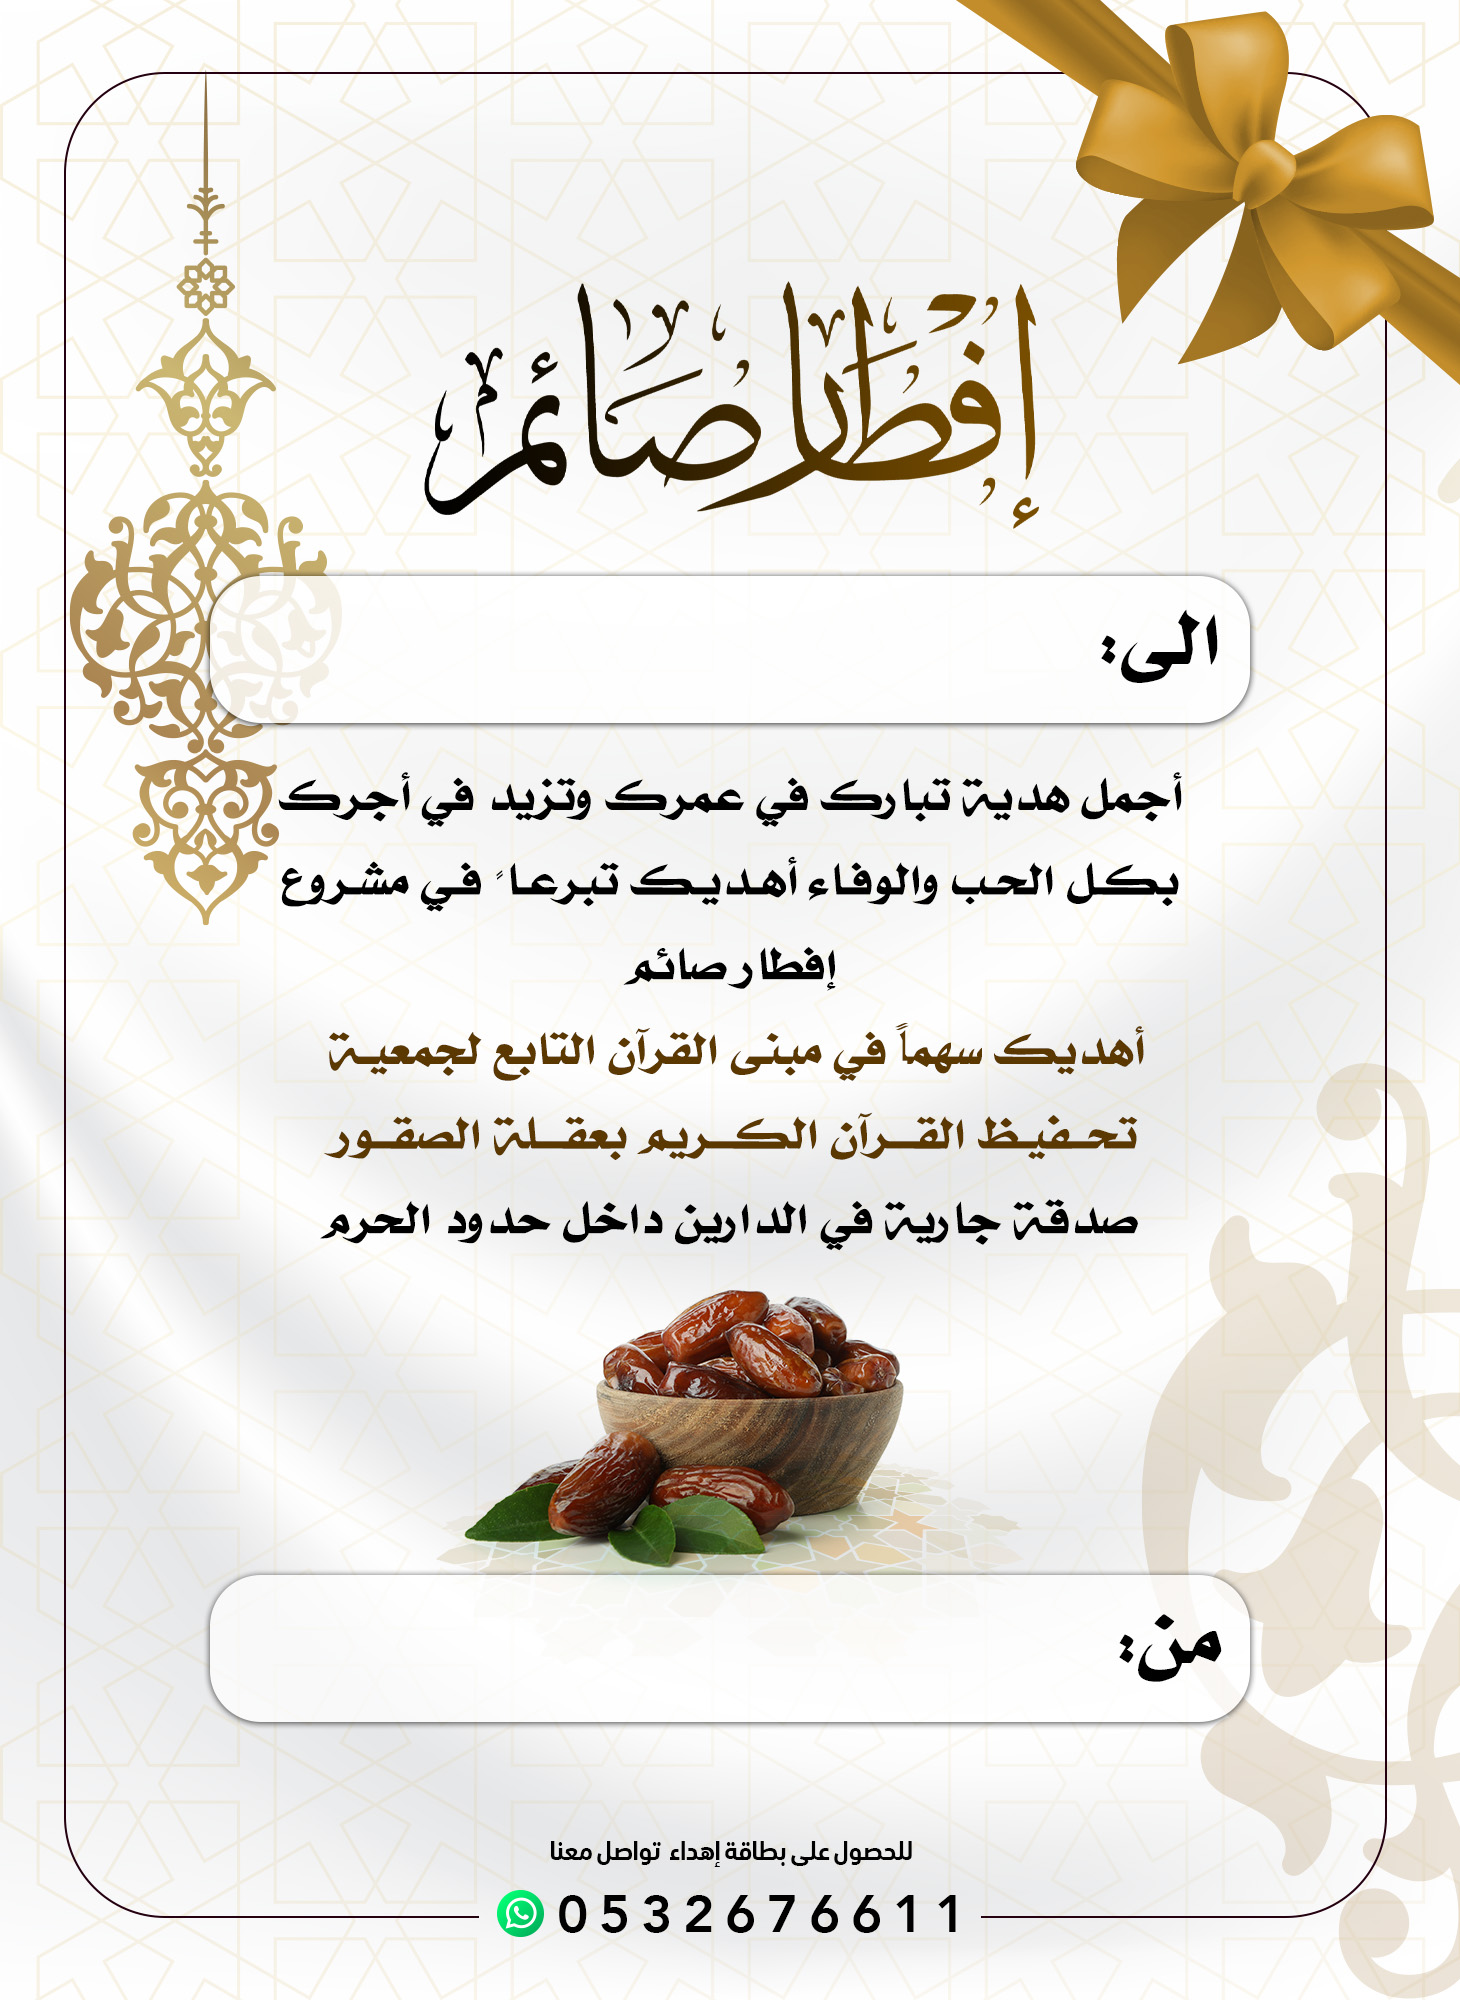 إفطار صائم
الى:
أجمل هدية تبارك في عمرك وتزيد في أجرك
بكل الحب والوفاء أهديك تبرعاً في مشروع
إفطار صائم
أهديك سهماً في مبنى القرآن التابع لجمعية
تحفيظ القرآن الكريم بعقلة الصقور
صدقة جارية في الدارين داخل حدود الحرم
من:
للحصول على بطاقة إهداء تواصل معنا
0532676611